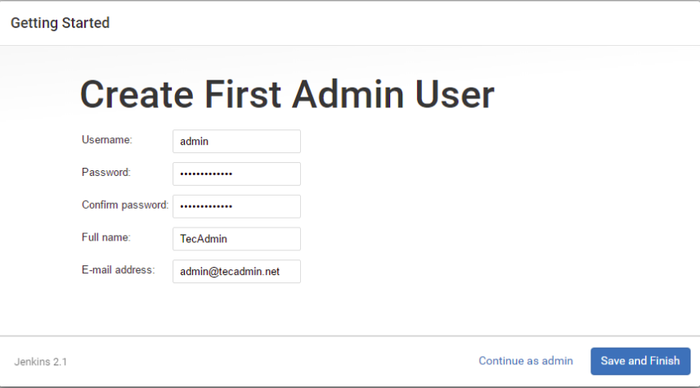 Getting Started
Create First Admin User
Username: admin
Password: •••••••••••••
Confirm password: •••••••••••••
Full name: TecAdmin
E-mail address: admin@tecadmin.net
Jenkins 2.1 Continue as admin Save and Finish